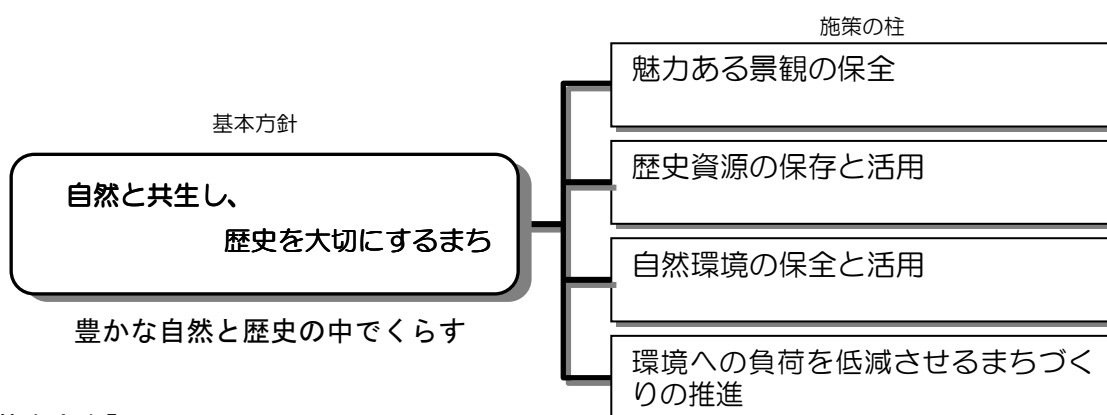 施策の柱
魅力ある景観の保全
基本方針
歴史資源の保存と活用
自然と共生し、
歴史を大切にするまち
自然環境の保全と活用
豊かな自然と歴史の中でくらす
環境への負荷を低減させるまちづく
りの推進